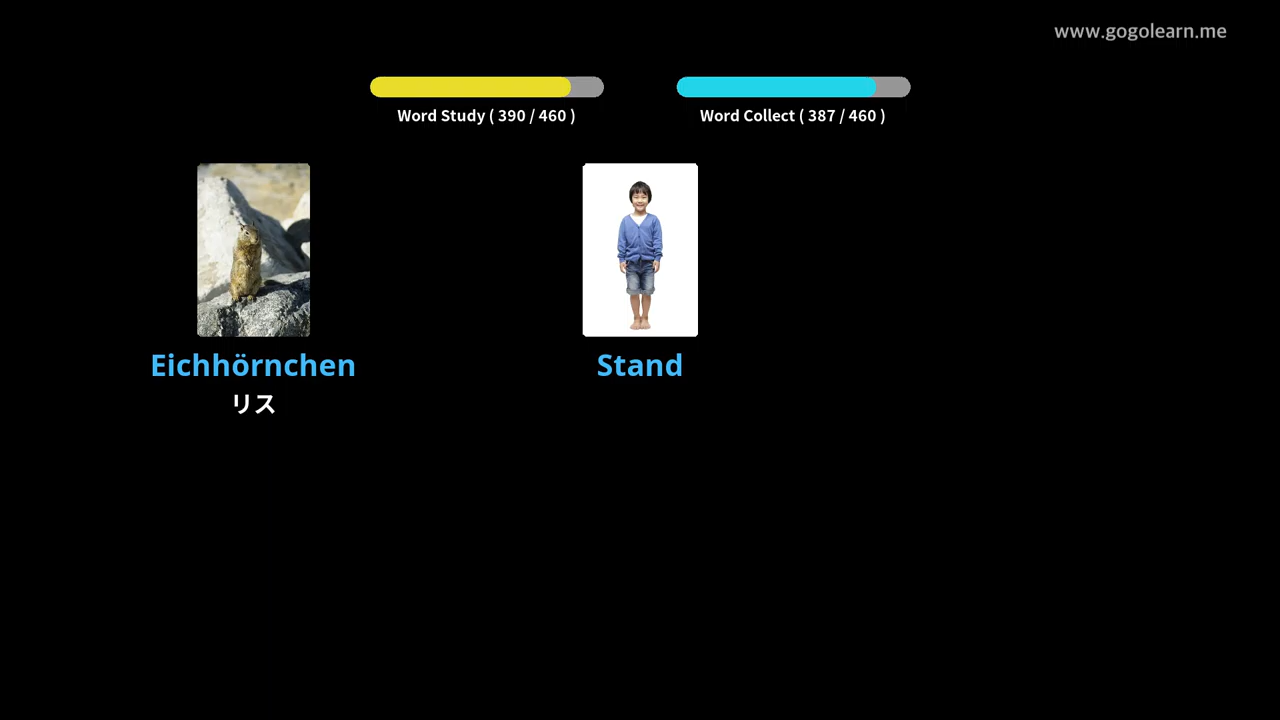 www.gogolearn.me
Word Study ( 390 / 460 )
Word Collect ( 387 / 460 )
Eichhörnchen
Stand
リス